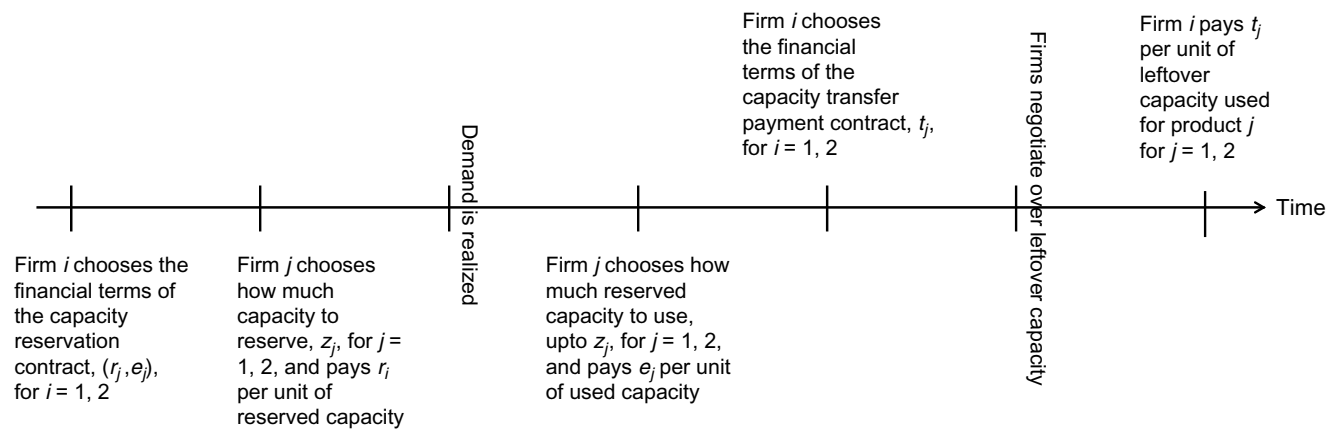 Firm i chooses the
financial terms of
the capacity
reservation
contract, (rj ,ej),
for i = 1, 2
Firm j chooses
how much
capacity to
reserve, zj, for j =
1, 2, and pays ri
per unit of
reserved capacity
Demand is realized
Firm j chooses how
much reserved
capacity to use,
upto zj, for j = 1, 2,
and pays ej per unit
of used capacity
Firm i chooses
the financial
terms of the
capacity transfer
payment contract, tj,
for i = 1, 2
Firms negotiate over leftover capacity
Firm i pays tj
per unit of
leftover
capacity used
for product j
for j = 1, 2
Time